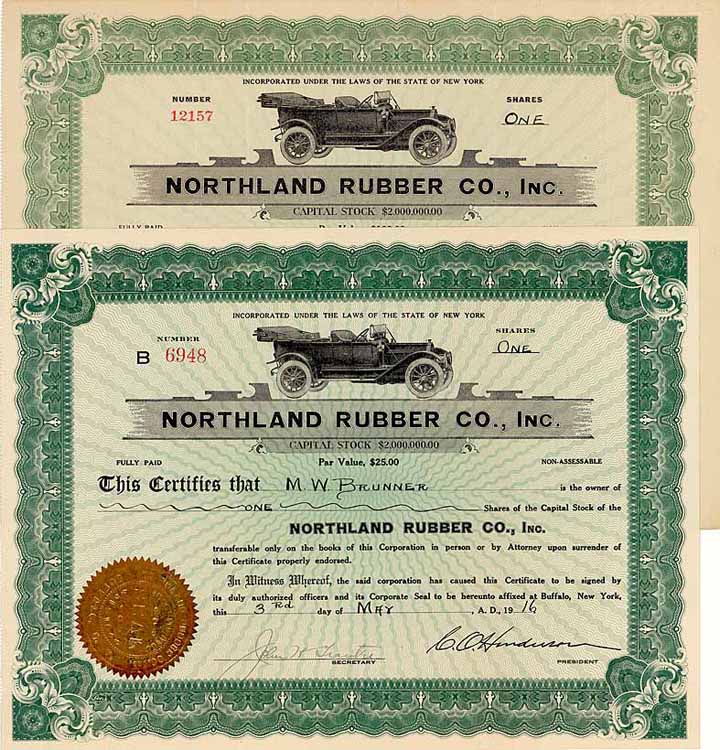 INCORPORATED UNDER THE LAWS OF THE STATE OF NEW YORK
NUMBER
12157
SHARES
ONE
NORTHLAND RUBBER CO., INC.
CAPITAL STOCK $2,000,000.00
FULLY PAID
INCORPORATED UNDER THE LAWS OF THE STATE OF NEW YORK
NUMBER
B 6948
SHARES
ONE
NORTHLAND RUBBER CO., INC.
CAPITAL STOCK $2,000,000.00
FULLY PAID Par Value, $25.00 NON-ASSESSABLE
This Certifies that M. W. BRUNNER is the owner of
ONE Shares of the Capital Stock of the
NORTHLAND RUBBER CO., INC.
transferable only on the books of this Corporation in person or by Attorney upon surrender of
this Certificate properly endorsed.
In Witness Whereof, the said corporation has caused this Certificate to be signed by
its duly authorized officers and its Corporate Seal to be hereunto affixed at Buffalo, New York,
this 3rd day of MAY, A. D., 1916
John W C. O. Henderson
SECRETARY PRESIDENT